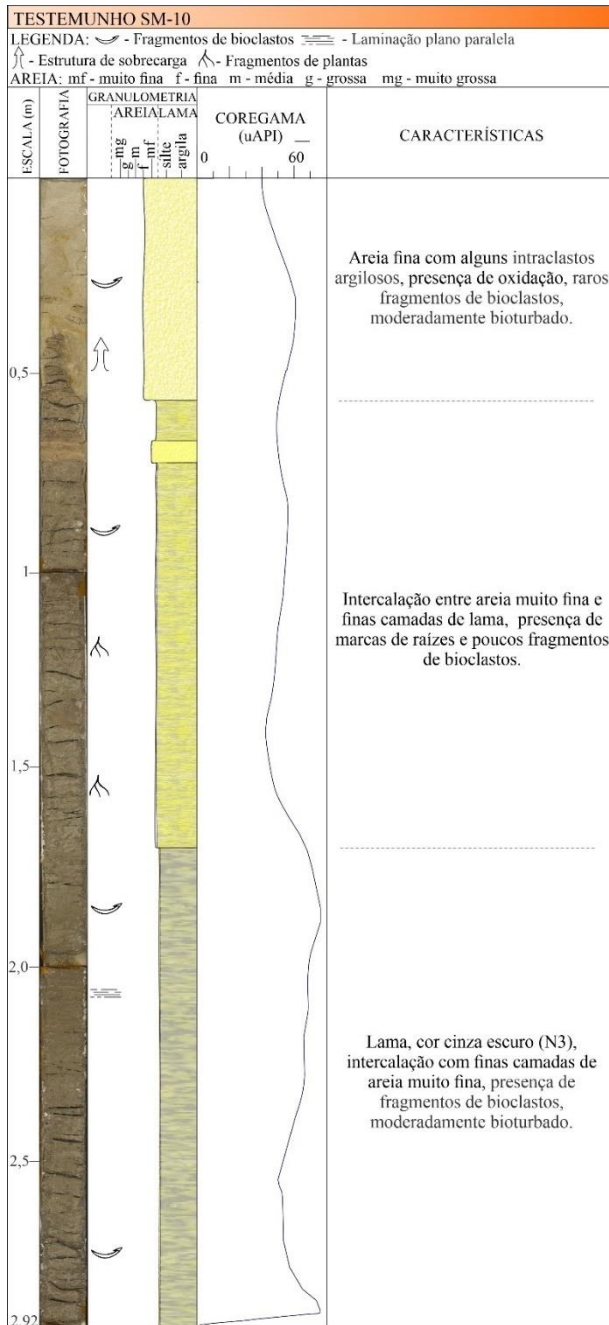 TESTEMUNHO SM-10
LEGENDA: - Fragmentos de bioclastos - Laminação plano paralela
- Estrutura de sobrecarga - Fragmentos de plantas
AREIA: mf - muito fina f - fina m - média g - grossa mg - muito grossa
ESCALA (m)
FOTOGRAFIA
GRANULOMETRIA
AREIA LAMA
mg
g m
f mf
silte
argila
COREGAMA
(uAPI)
0 60
CARACTERÍSTICAS
Areia fina com alguns intraclastos
argilosos, presença de oxidação, raros
fragmentos de bioclastos,
moderadamente bioturbado.
0,5
1
Intercalação entre areia muito fina e
finas camadas de lama, presença de
marcas de raízes e poucos fragmentos
de bioclastos.
1,5
2,0
Lama, cor cinza escuro (N3),
intercalação com finas camadas de
areia muito fina, presença de
fragmentos de bioclastos,
moderadamente bioturbado.
2,5
2,92